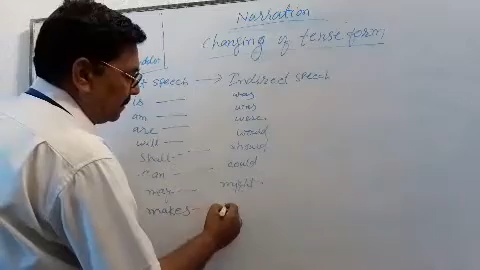 Narration
Changing of tense form
speech → Indirect speech
is — was
am — was
are — were
will — would
shall — should
can — could
may — might
makes —